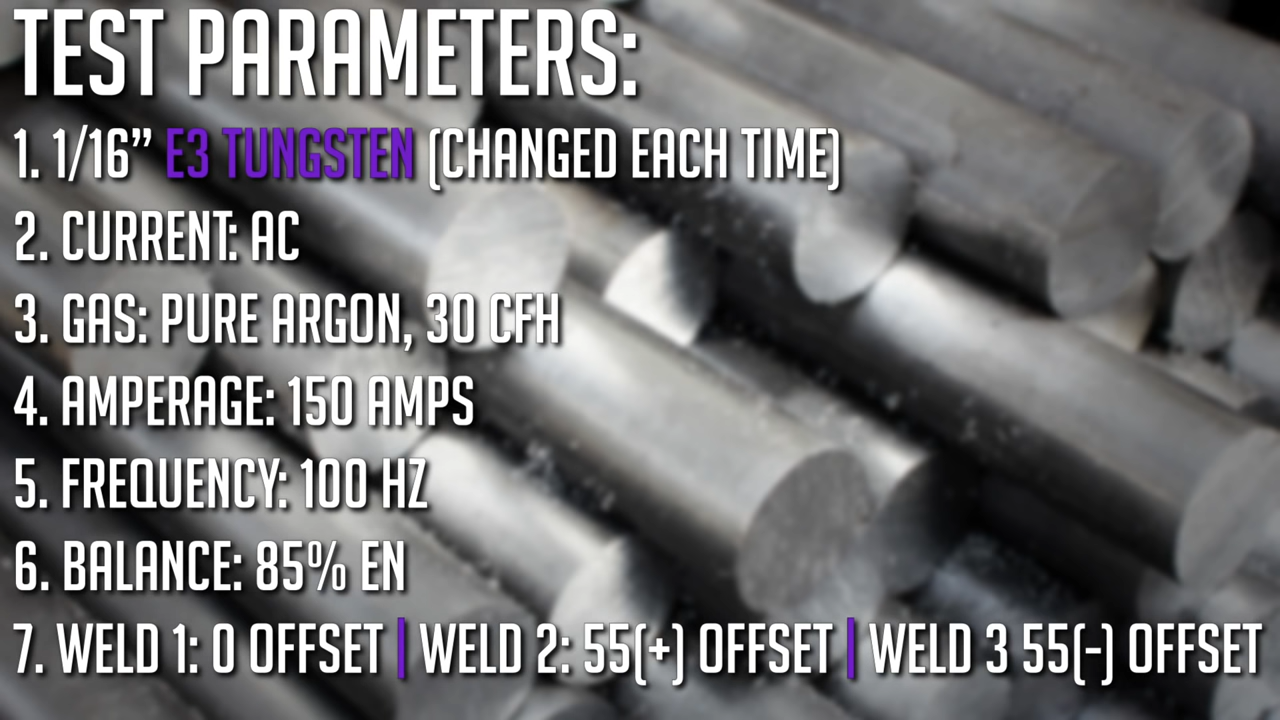 TEST PARAMETERS:
1. 1/16” E3 TUNGSTEN (CHANGED EACH TIME)
2. CURRENT: AC
3. GAS: PURE ARGON, 30 CFH
4. AMPERAGE: 150 AMPS
5. FREQUENCY: 100 HZ
6. BALANCE: 85% EN
7. WELD 1: 0 OFFSET | WELD 2: 55(+) OFFSET | WELD 3 55(-) OFFSET